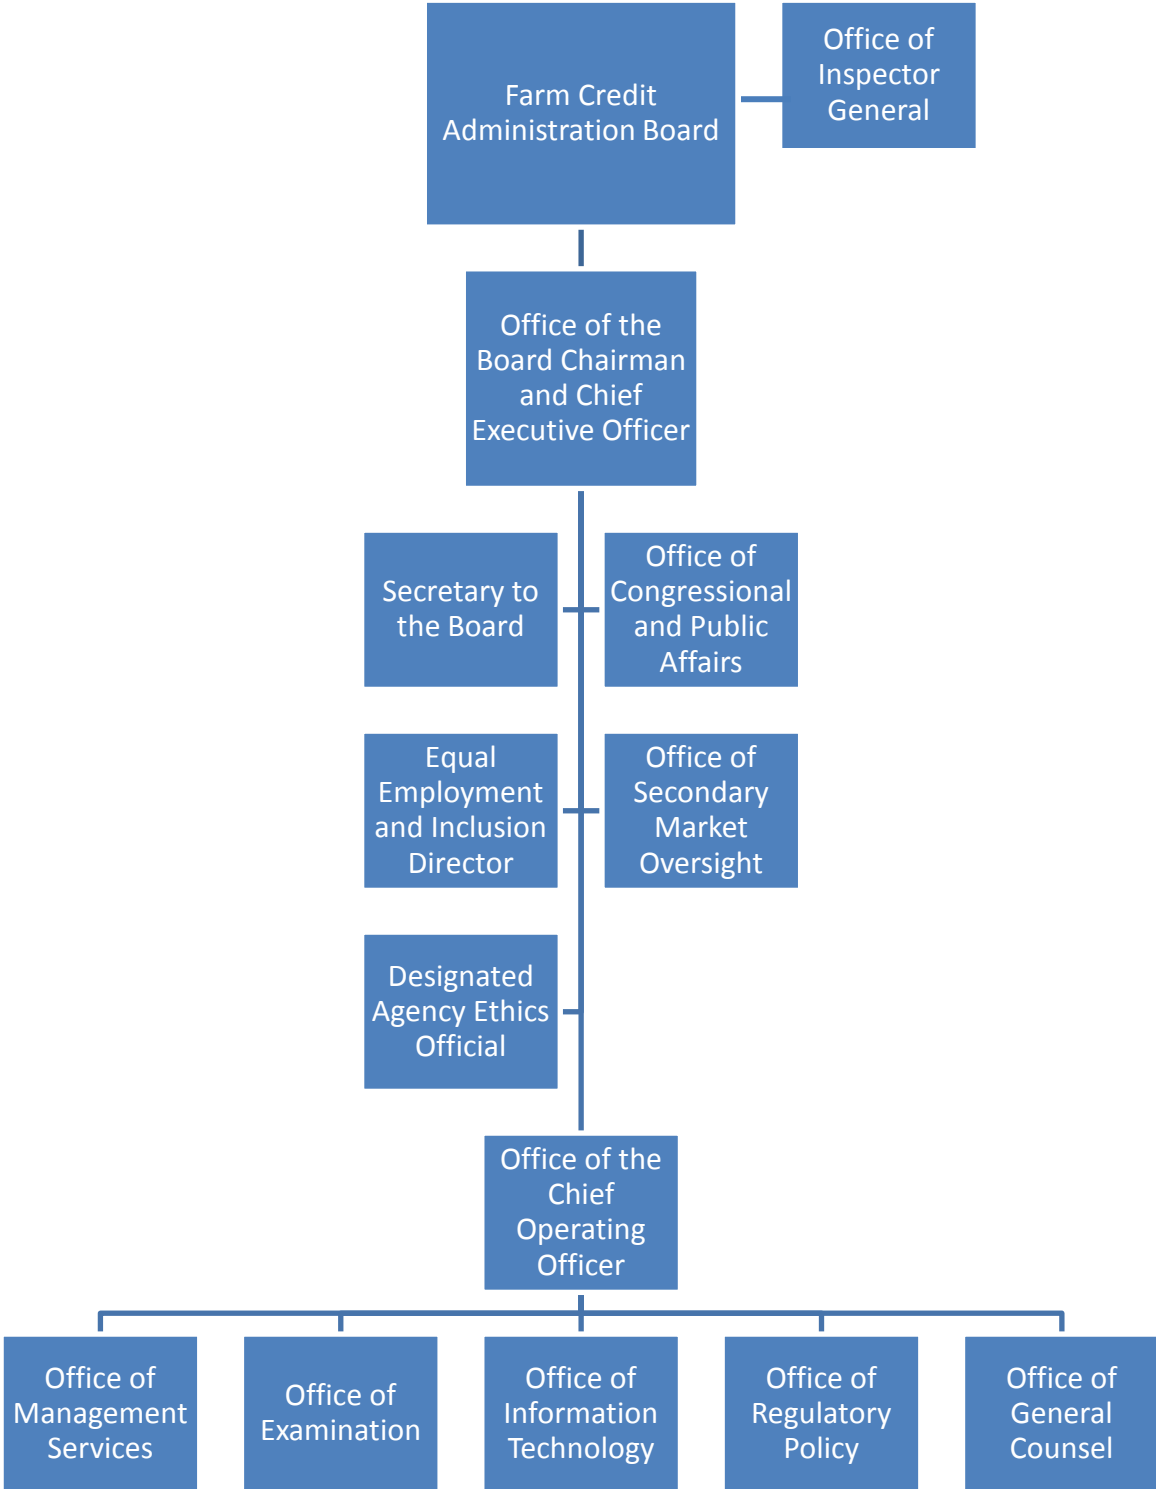 Farm Credit
Administration Board
Office of
Inspector
General
Office of the
Board Chairman
and Chief
Executive Officer
Secretary to
the Board
Office of
Congressional
and Public
Affairs
Equal
Employment
and Inclusion
Director
Office of
Secondary
Market
Oversight
Designated
Agency Ethics
Official
Office of the
Chief
Operating
Officer
Office of
Management
Services
Office of
Examination
Office of
Information
Technology
Office of
Regulatory
Policy
Office of
General
Counsel